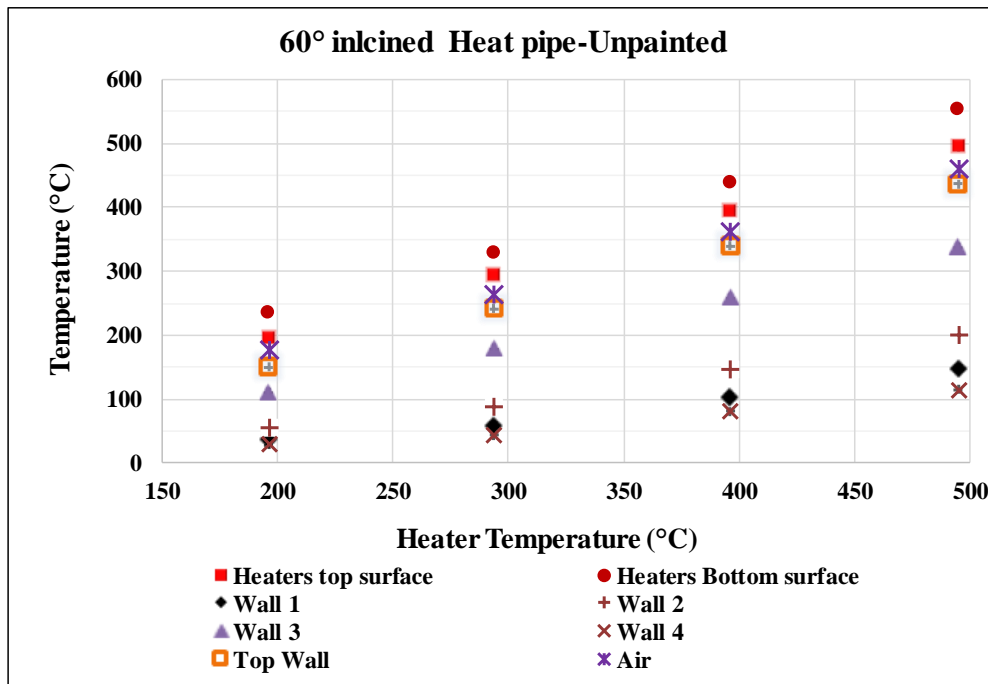 60° inlcined Heat pipe-Unpainted
600
500
400
300
200
100
0
Temperature (°C)
150 200 250 300 350 400 450 500
Heater Temperature (°C)
Heaters top surface Heaters Bottom surface
Wall 1 Wall 2
Wall 3 Wall 4
Top Wall Air